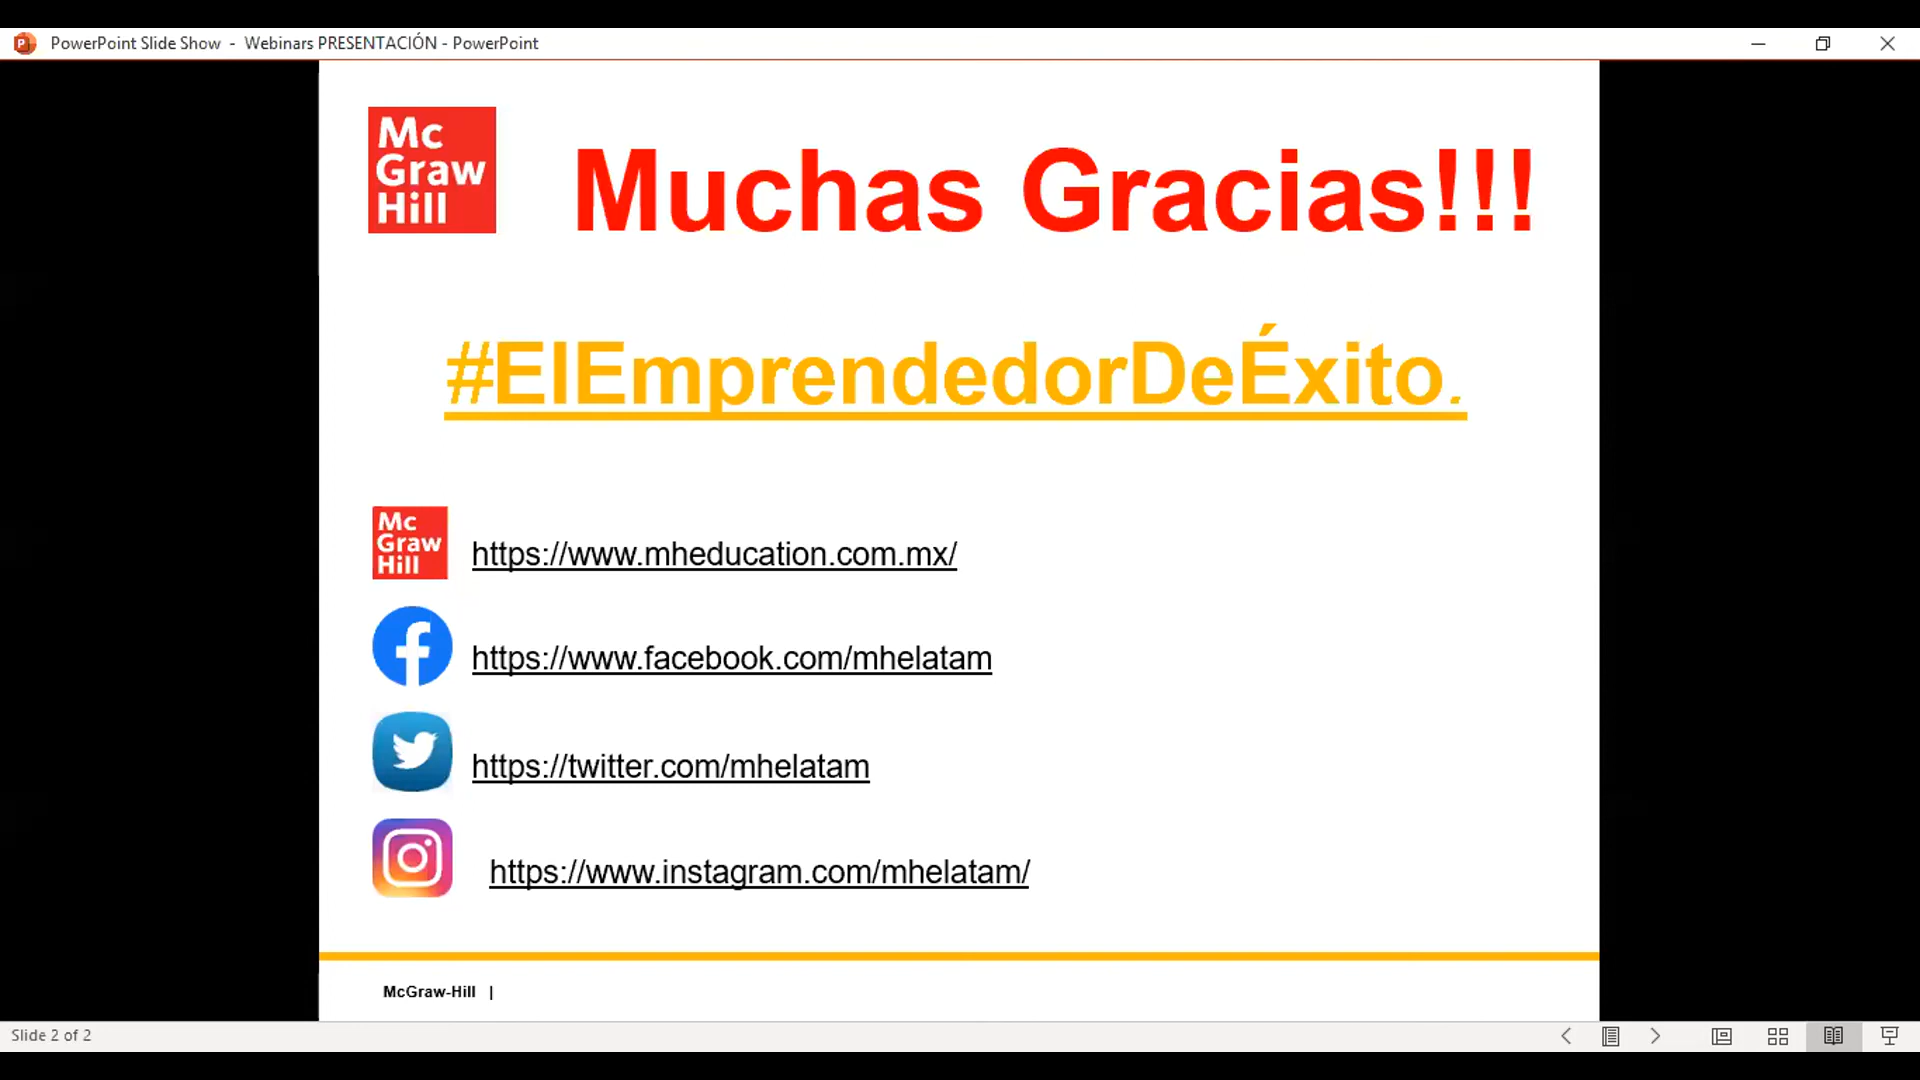 PowerPoint Slide Show - Webinars PRESENTACIÓN - PowerPoint
Mc
Graw
Hill
Muchas Gracias!!!
#ElEmprendedorDeÉxito.
Mc
Graw
Hill
https://www.mheducation.com.mx/
https://www.facebook.com/mhelatam
https://twitter.com/mhelatam
https://www.instagram.com/mhelatam/
McGraw-Hill |
Slide 2 of 2